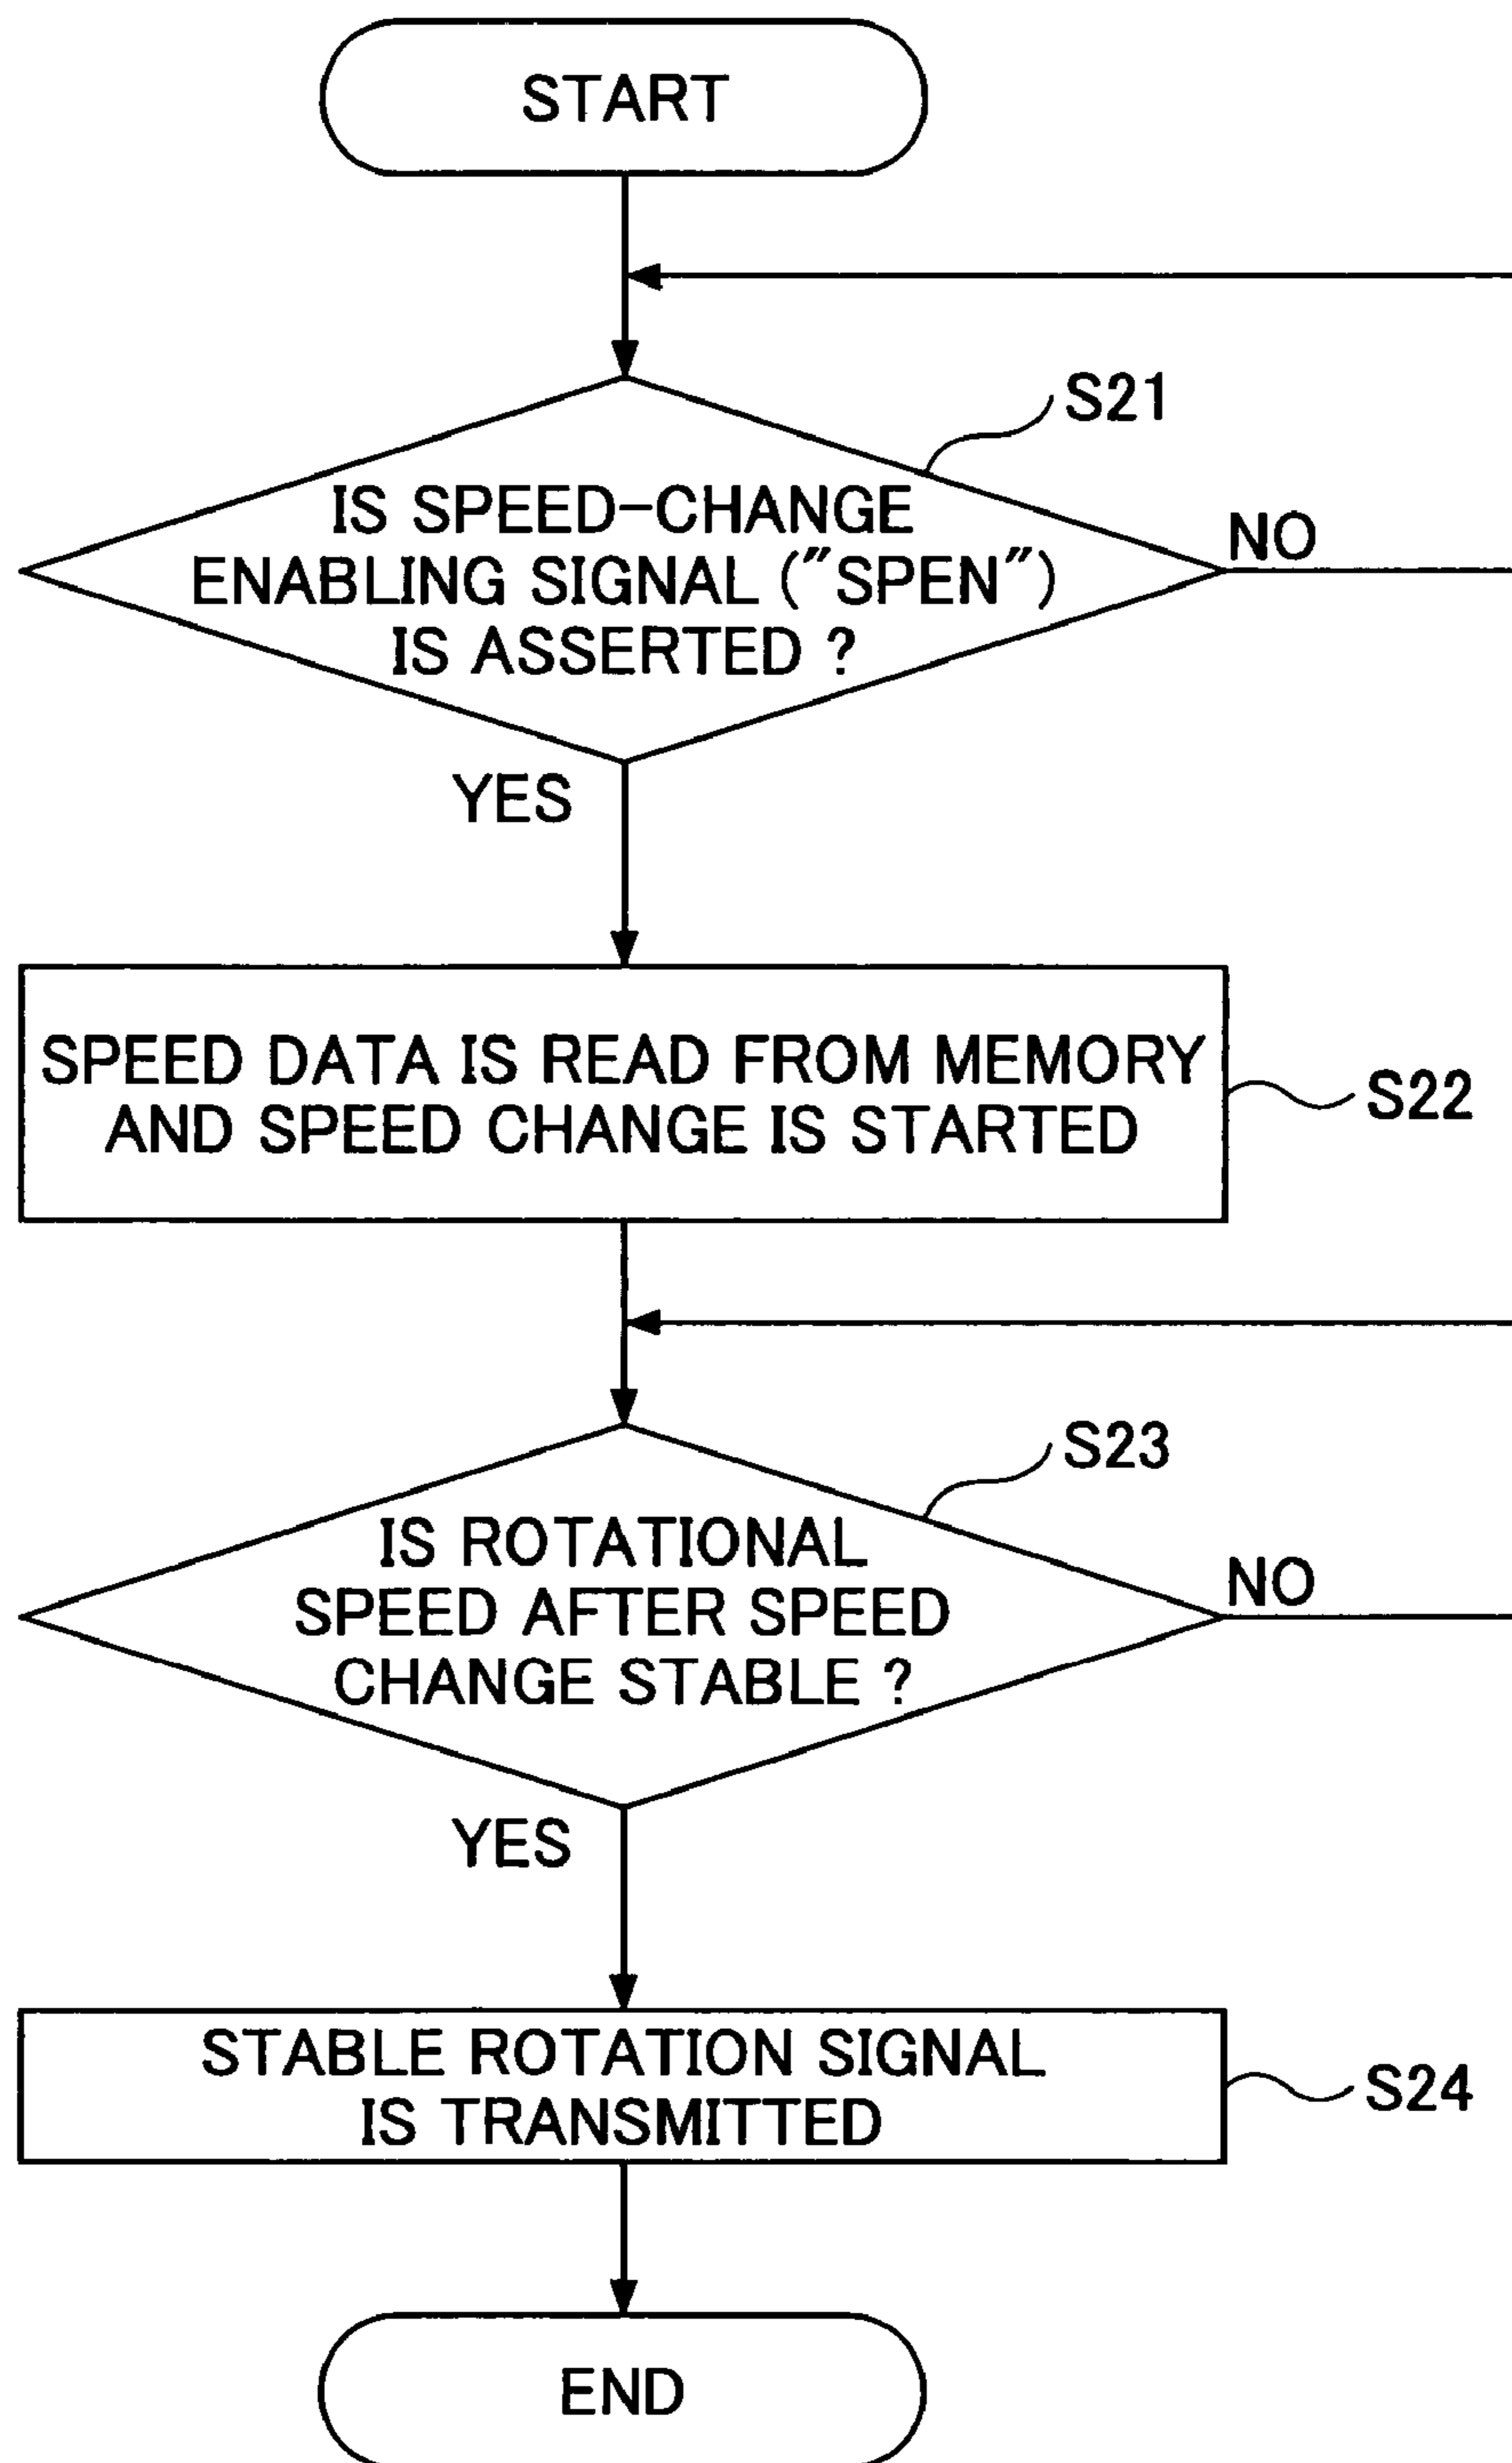 START
S21
IS SPEED-CHANGE
ENABLING SIGNAL ("SPEN")
IS ASSERTED ?
NO
YES
SPEED DATA IS READ FROM MEMORY
AND SPEED CHANGE IS STARTED
S22
S23
IS ROTATIONAL
SPEED AFTER SPEED
CHANGE STABLE ?
NO
YES
STABLE ROTATION SIGNAL
IS TRANSMITTED
S24
END